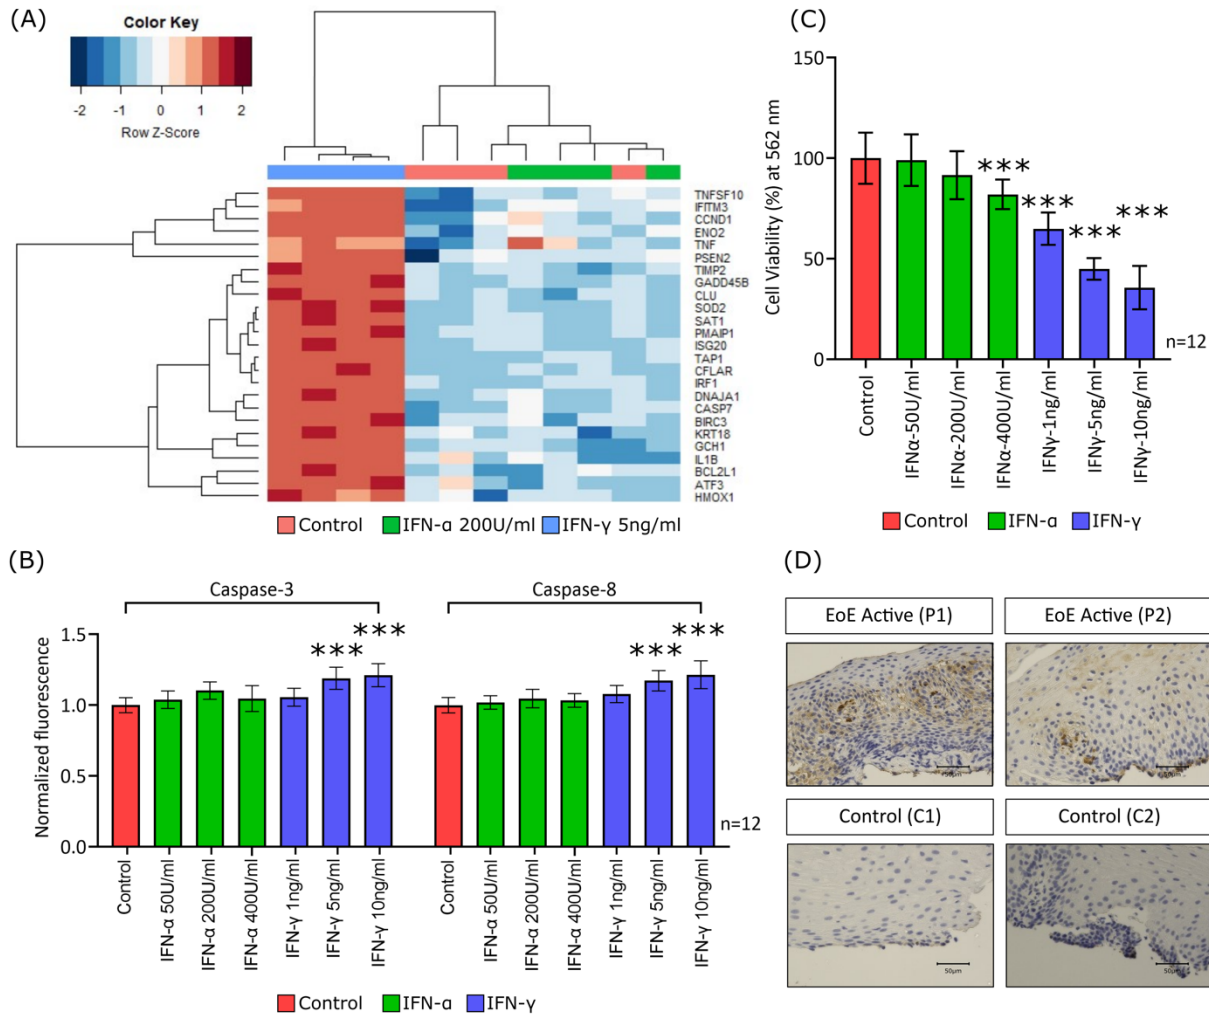 (A)
Color Key
-2 -1 0 1 2
Row Z-Score
TNFSF10
IFITM3
CCND1
ENO2
TNF
PSEN2
TIMP2
GADD45B
CLU
SOD2
SAT1
PMAIP1
ISG20
TAP1
CFLAR
IRF1
DNAJA1
CASP7
BIRC3
KRT18
GCH1
IL1B
BCL2L1
ATF3
HMOX1
Control IFN-α 200U/ml IFN-γ 5ng/ml
(B)
Caspase-3 Caspase-8
Normalized fluorescence
1.5
1.0
0.5
0.0
*** *** *** ***
n=12
Control
IFN-α 50U/ml
IFN-α 200U/ml
IFN-α 400U/ml
IFN-γ 1ng/ml
IFN-γ 5ng/ml
IFN-γ 10ng/ml
Control
IFN-α 50U/ml
IFN-α 200U/ml
IFN-α 400U/ml
IFN-γ 1ng/ml
IFN-γ 5ng/ml
IFN-γ 10ng/ml
Control IFN-α IFN-γ
(C)
Cell Viability (%) at 562 nm
150
100
50
0
*** *** *** ***
n=12
Control
IFNα-50U/ml
IFNα-200U/ml
IFNα-400U/ml
IFNγ-1ng/ml
IFNγ-5ng/ml
IFNγ-10ng/ml
Control IFN-α IFN-γ
(D)
EoE Active (P1) EoE Active (P2)
Control (C1) Control (C2)
50μm 50μm